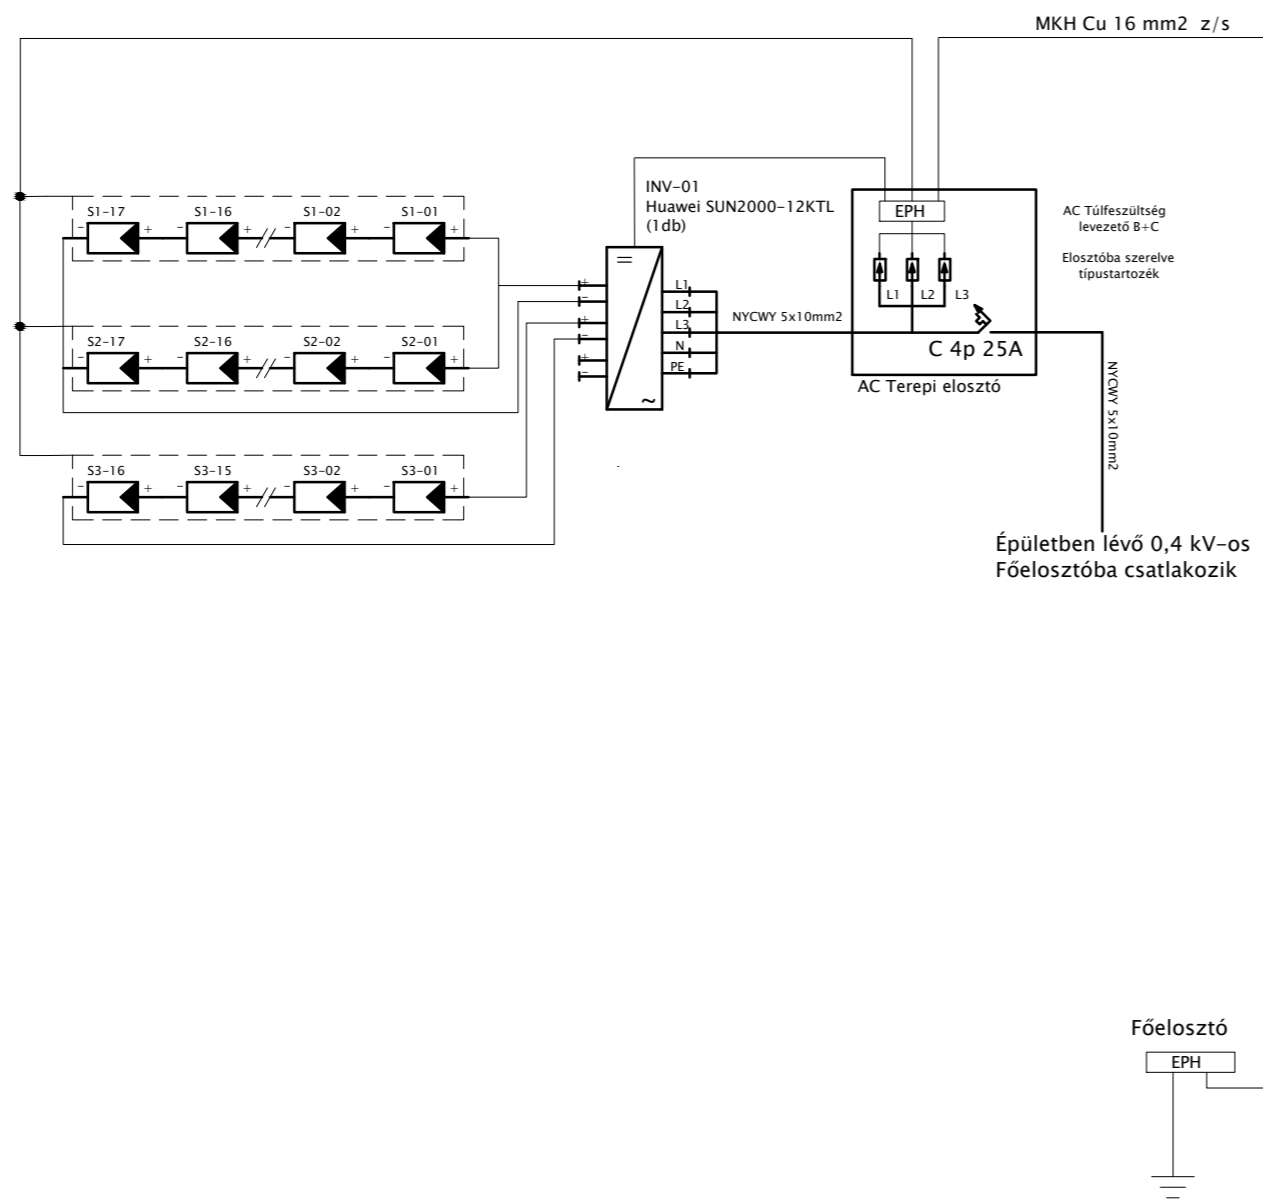 MKH Cu 16 mm2 z/s
INV-01
Huawei SUN2000-12KTL
(1db)
EPH
AC Túlfeszültség
levezető B+C
Elosztóba szerelve
típustartozék
S1-17 S1-16 S1-02 S1-01
- + - + - + - +
L1 L2 L3
C 4p 25A
AC Terepi elosztó
=
~
+
-
+
-
+
-
L1
L2
L3
N
PE
NYCWY 5x10mm2
NYCWY 5x10mm2
S2-17 S2-16 S2-02 S2-01
- + - + - + - +
S3-16 S3-15 S3-02 S3-01
- + - + - + - +
Épületben lévő 0,4 kV-os
Főelosztóba csatlakozik
Főelosztó
EPH